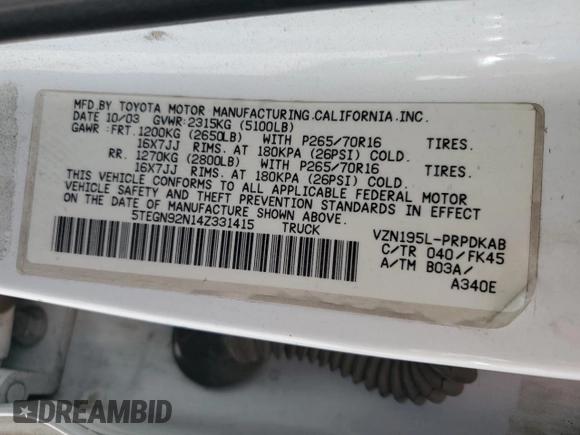 MFD.BY TOYOTA MOTOR MANUFACTURING.CALIFORNIA.INC.
DATE 10/03 GVWR:2315KG (5100LB)
GAWR :FRT.1200KG (2650LB) WITH P265/70R16 TIRES.
16X7JJ RIMS. AT 180KPA (26PSI) COLD.
RR. 1270KG (2800LB) WITH P265/70R16 TIRES.
16X7JJ RIMS. AT 180KPA (26PSI) COLD.
THIS VEHICLE CONFORMS TO ALL APPLICABLE FEDERAL MOTOR
VEHICLE SAFETY AND THEFT PREVENTION STANDARDS IN EFFECT
ON THE DATE OF MANUFACTURE SHOWN ABOVE.
5TEGN92N14Z331415 TRUCK
VZN195L-PRPDKAB
C/TR 040/FK45
A/TM B03A/
A340E
DREAMBID